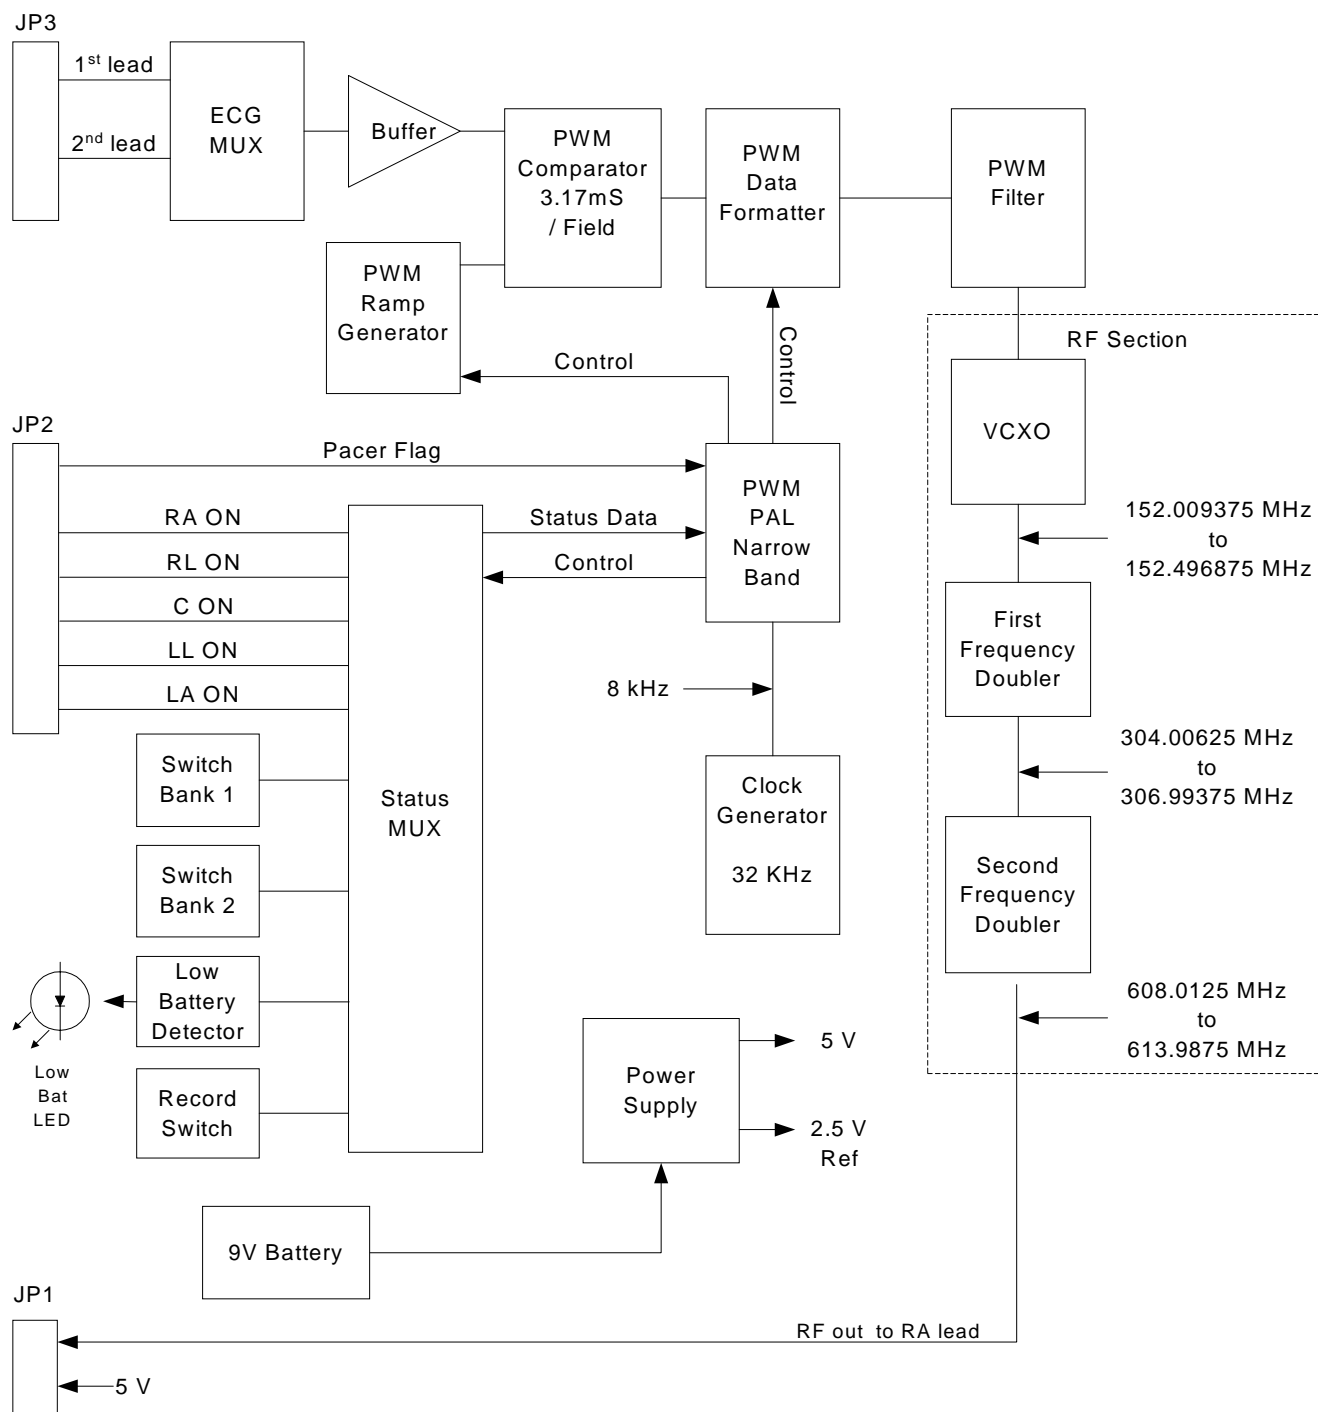 JP3
1st lead
2nd lead
ECG
MUX
Buffer
PWM
Comparator
3.17mS
/ Field
PWM
Data
Formatter
PWM
Filter
PWM
Ramp
Generator
Control
Control
RF Section
VCXO
152.009375 MHz
to
152.496875 MHz
First
Frequency
Doubler
304.00625 MHz
to
306.99375 MHz
Second
Frequency
Doubler
608.0125 MHz
to
613.9875 MHz
JP2
Pacer Flag
RA ON
RL ON
C ON
LL ON
LA ON
Status Data
Control
PWM
PAL
Narrow
Band
8 kHz
Clock
Generator
32 KHz
Status
MUX
Switch
Bank 1
Switch
Bank 2
Low
Battery
Detector
Low
Bat
LED
Record
Switch
Power
Supply
5 V
2.5 V
Ref
9V Battery
JP1
RF out to RA lead
5 V